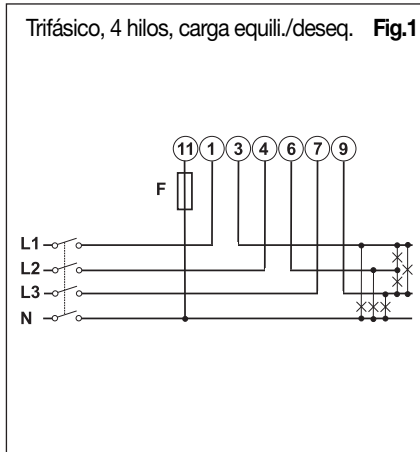 Trifásico, 4 hilos, carga equili./deseq. Fig.1
11 1 3 4 6 7 9
F
L1
L2
L3
N